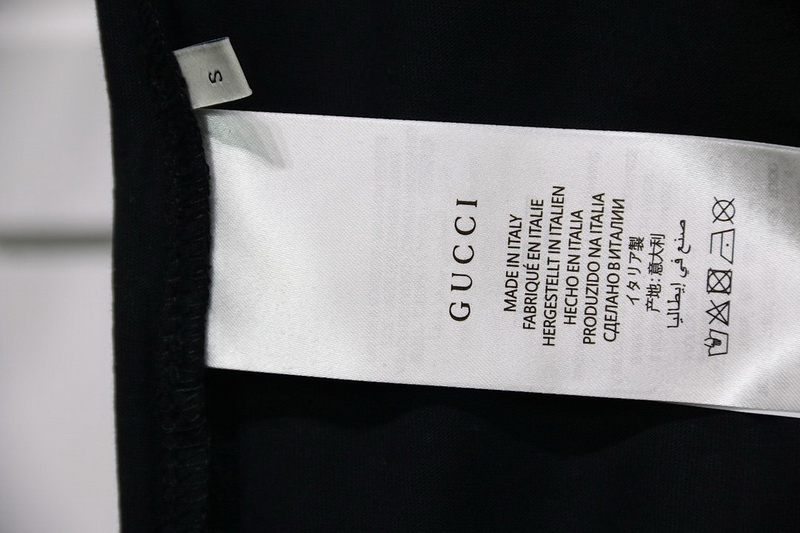 S
GUCCI
MADE IN ITALY
FABRIQUÉ EN ITALIE
HERGESTELLT IN ITALIEN
HECHO EN ITALIA
PRODUZIDO NA ITALIA
СДЕЛАНО В ИТАЛИИ
イタリア製
产地:意大利
صنع في إيطاليا